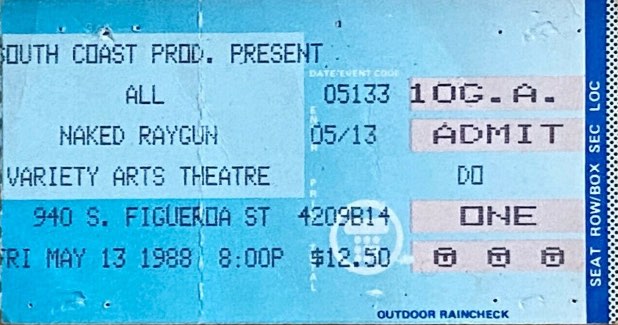 SOUTH COAST PROD. PRESENT
DATE/EVENT CODE
ALL 05133 10G.A.
NAKED RAYGUN 05/13 ADMIT
VARIETY ARTS THEATRE DO
940 S. FIGUEROA ST 4209B14 ONE
FRI MAY 13 1988 8:00P $12.50
OUTDOOR RAINCHECK
SEAT ROW/BOX SEC LOC